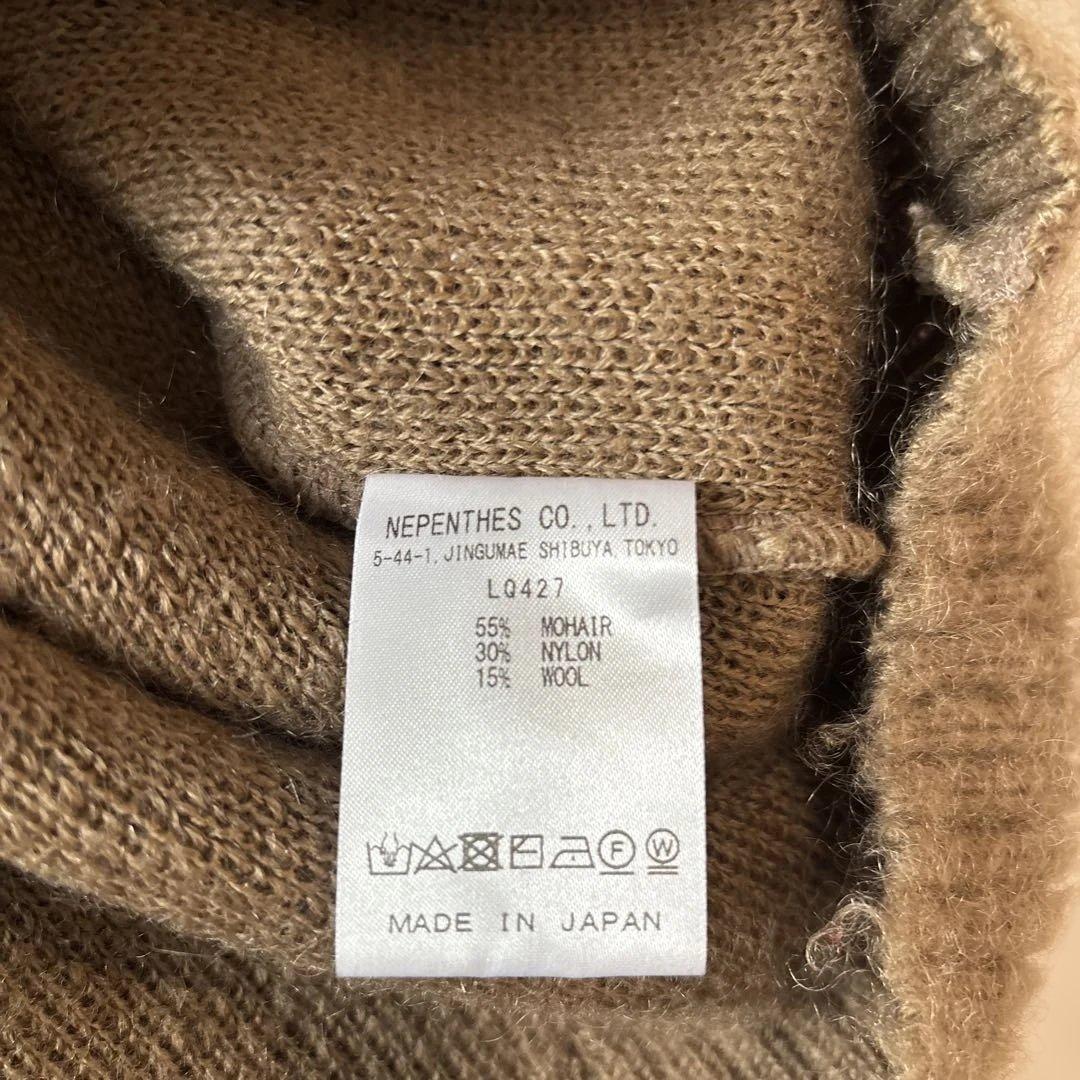 NEPENTHES CO.,LTD.
5-44-1, JINGUMAE SHIBUYA TOKYO
LQ427
55% MOHAIR
30% NYLON
15% WOOL
F W
MADE IN JAPAN